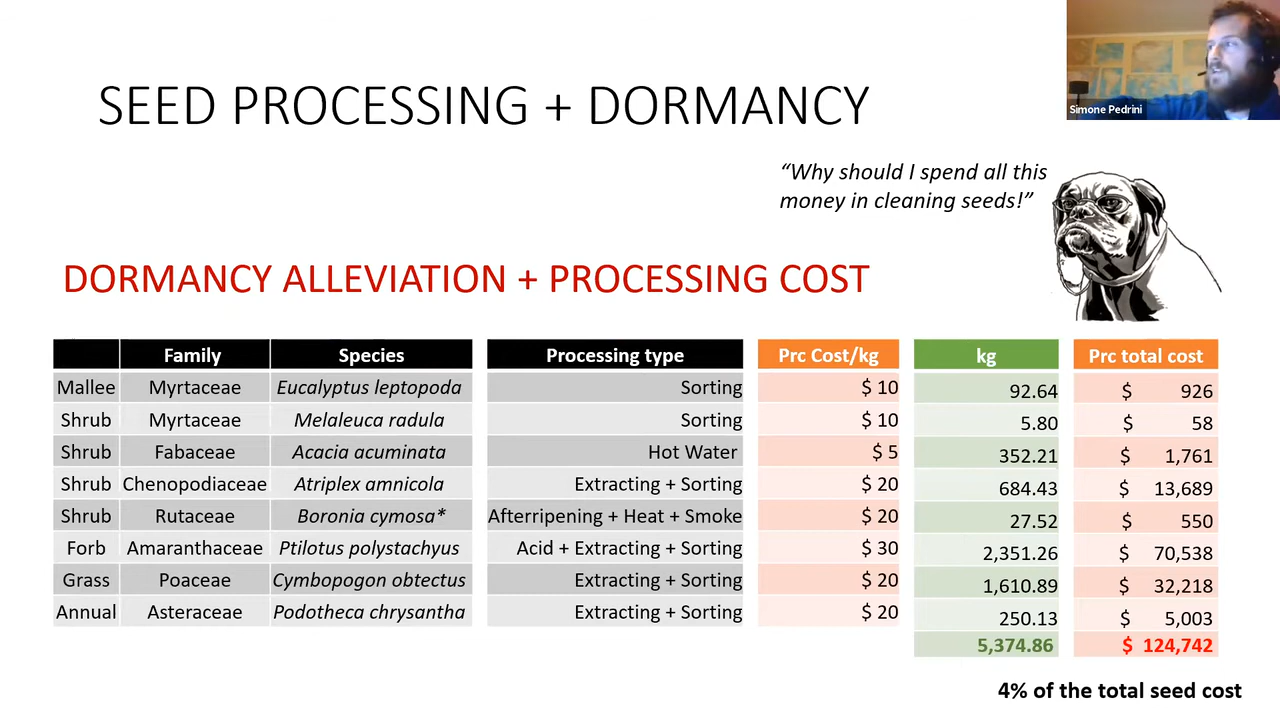 Simone Pedrini
SEED PROCESSING + DORMANCY
“Why should I spend all this
money in cleaning seeds!”
DORMANCY ALLEVIATION + PROCESSING COST
Family Species Processing type Prc Cost/kg kg Prc total cost
Mallee Myrtaceae Eucalyptus leptopoda Sorting $ 10 92.64 $ 926
Shrub Myrtaceae Melaleuca radula Sorting $ 10 5.80 $ 58
Shrub Fabaceae Acacia acuminata Hot Water $ 5 352.21 $ 1,761
Shrub Chenopodiaceae Atriplex amnicola Extracting + Sorting $ 20 684.43 $ 13,689
Shrub Rutaceae Boronia cymosa* Afterripening + Heat + Smoke $ 20 27.52 $ 550
Forb Amaranthaceae Ptilotus polystachyus Acid + Extracting + Sorting $ 30 2,351.26 $ 70,538
Grass Poaceae Cymbopogon obtectus Extracting + Sorting $ 20 1,610.89 $ 32,218
Annual Asteraceae Podotheca chrysantha Extracting + Sorting $ 20 250.13 $ 5,003
5,374.86 $ 124,742
4% of the total seed cost